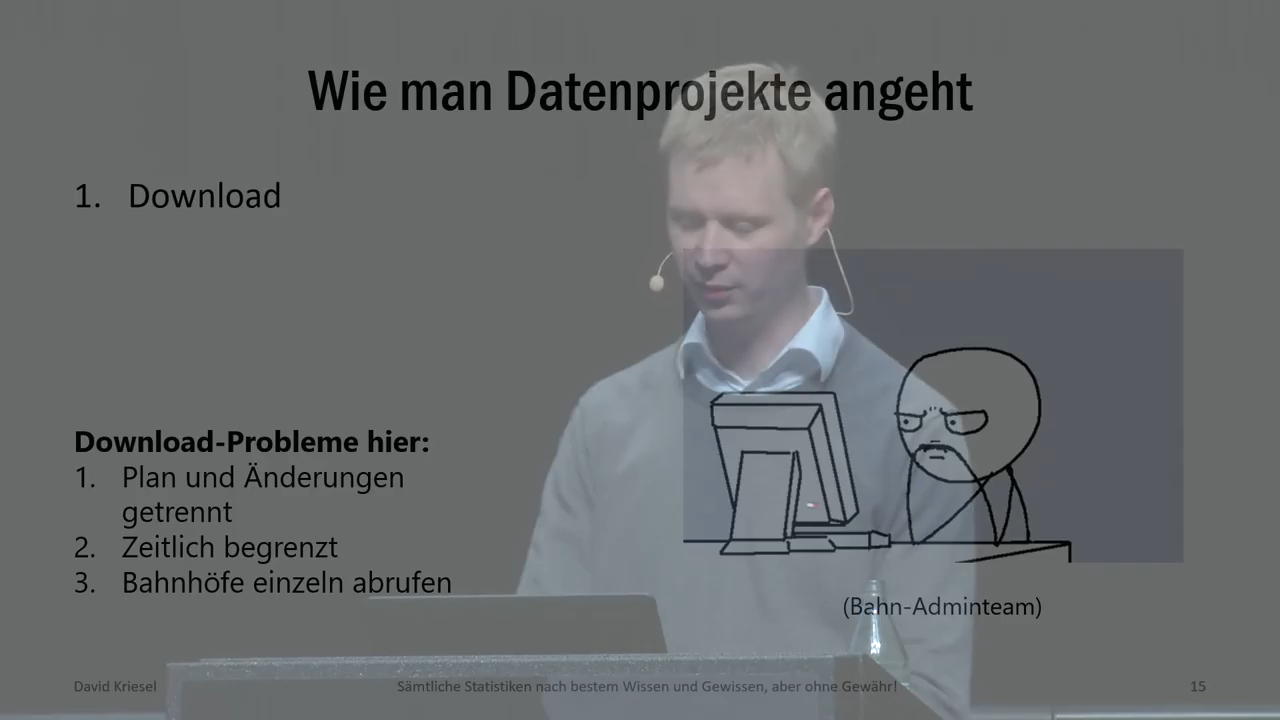 Wie man Datenprojekte angeht
1. Download
Download-Probleme hier:
1. Plan und Änderungen
getrennt
2. Zeitlich begrenzt
3. Bahnhöfe einzeln abrufen
(Bahn-Adminteam)
David Kriesel
Sämtliche Statistiken nach bestem Wissen und Gewissen, aber ohne Gewähr!
15